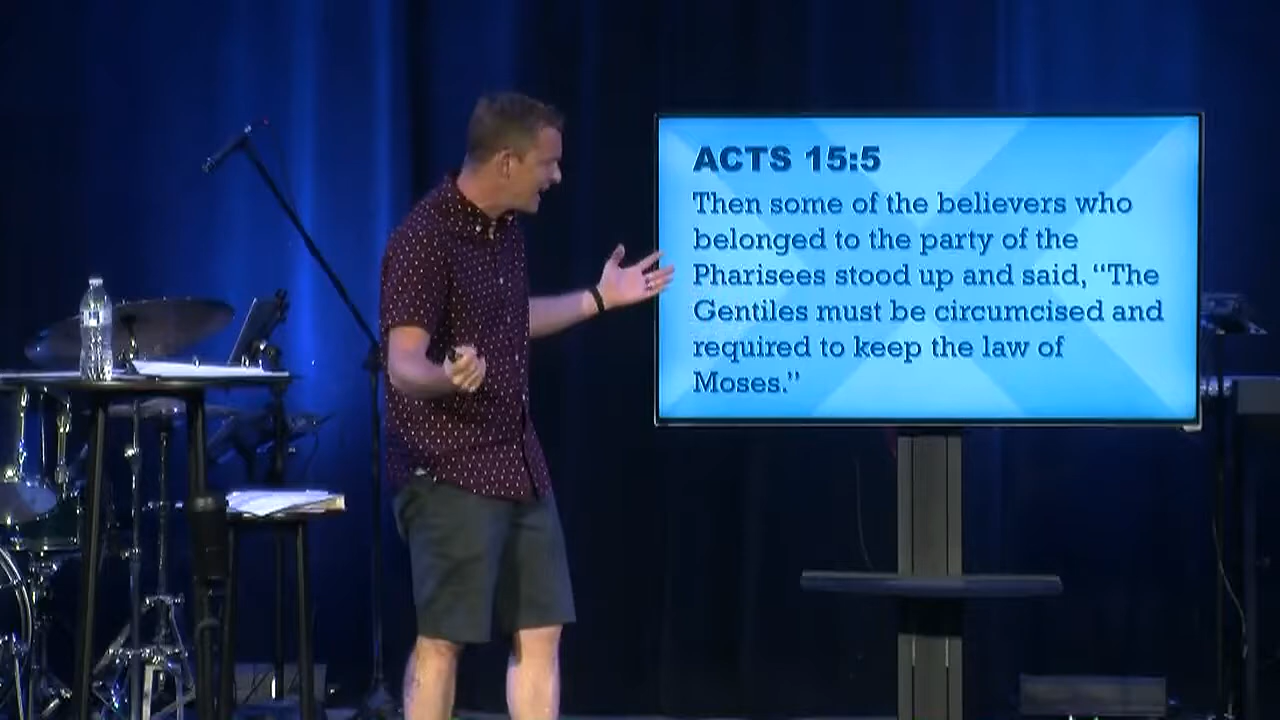 ACTS 15:5
Then some of the believers who
belonged to the party of the
Pharisees stood up and said, “The
Gentiles must be circumcised and
required to keep the law of
Moses.”